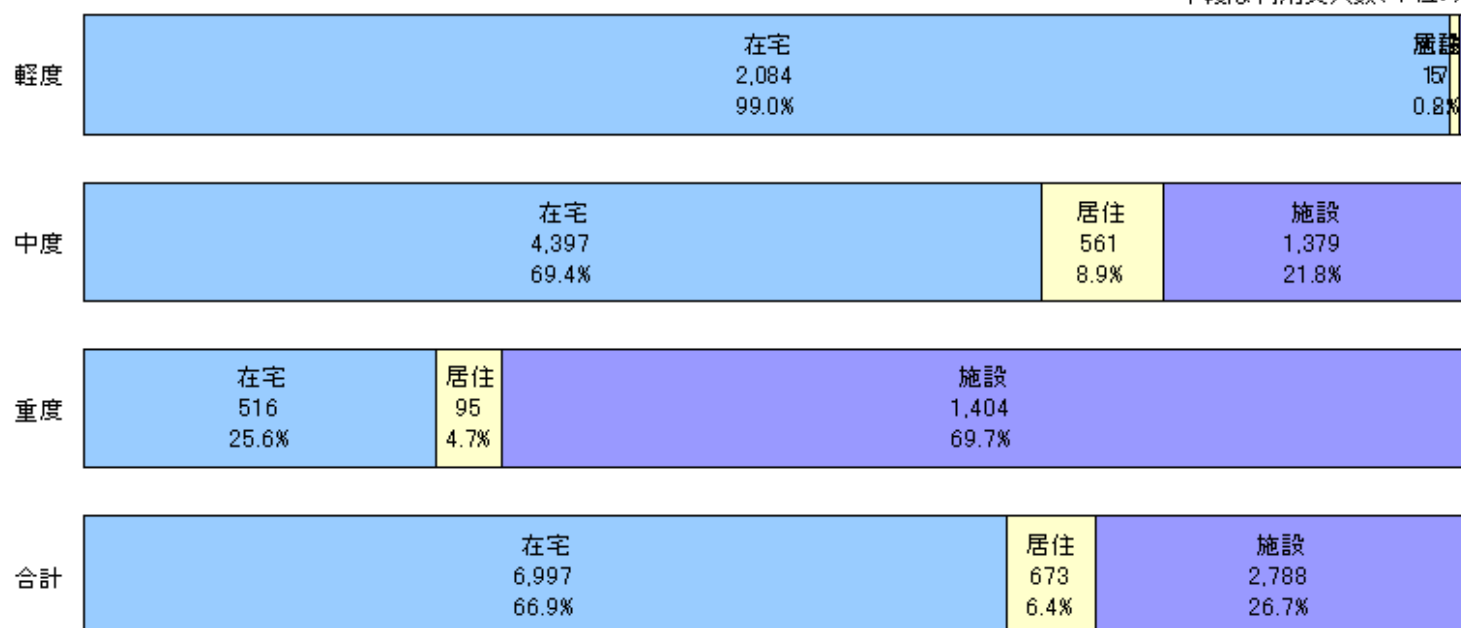 軽度
在宅
2,084
99.0%
中度
在宅
4,397
69.4%
居住
561
8.9%
施設
1,379
21.8%
重度
在宅
516
25.6%
居住
95
4.7%
施設
1,404
69.7%
合計
在宅
6,997
66.9%
居住
673
6.4%
施設
2,788
26.7%